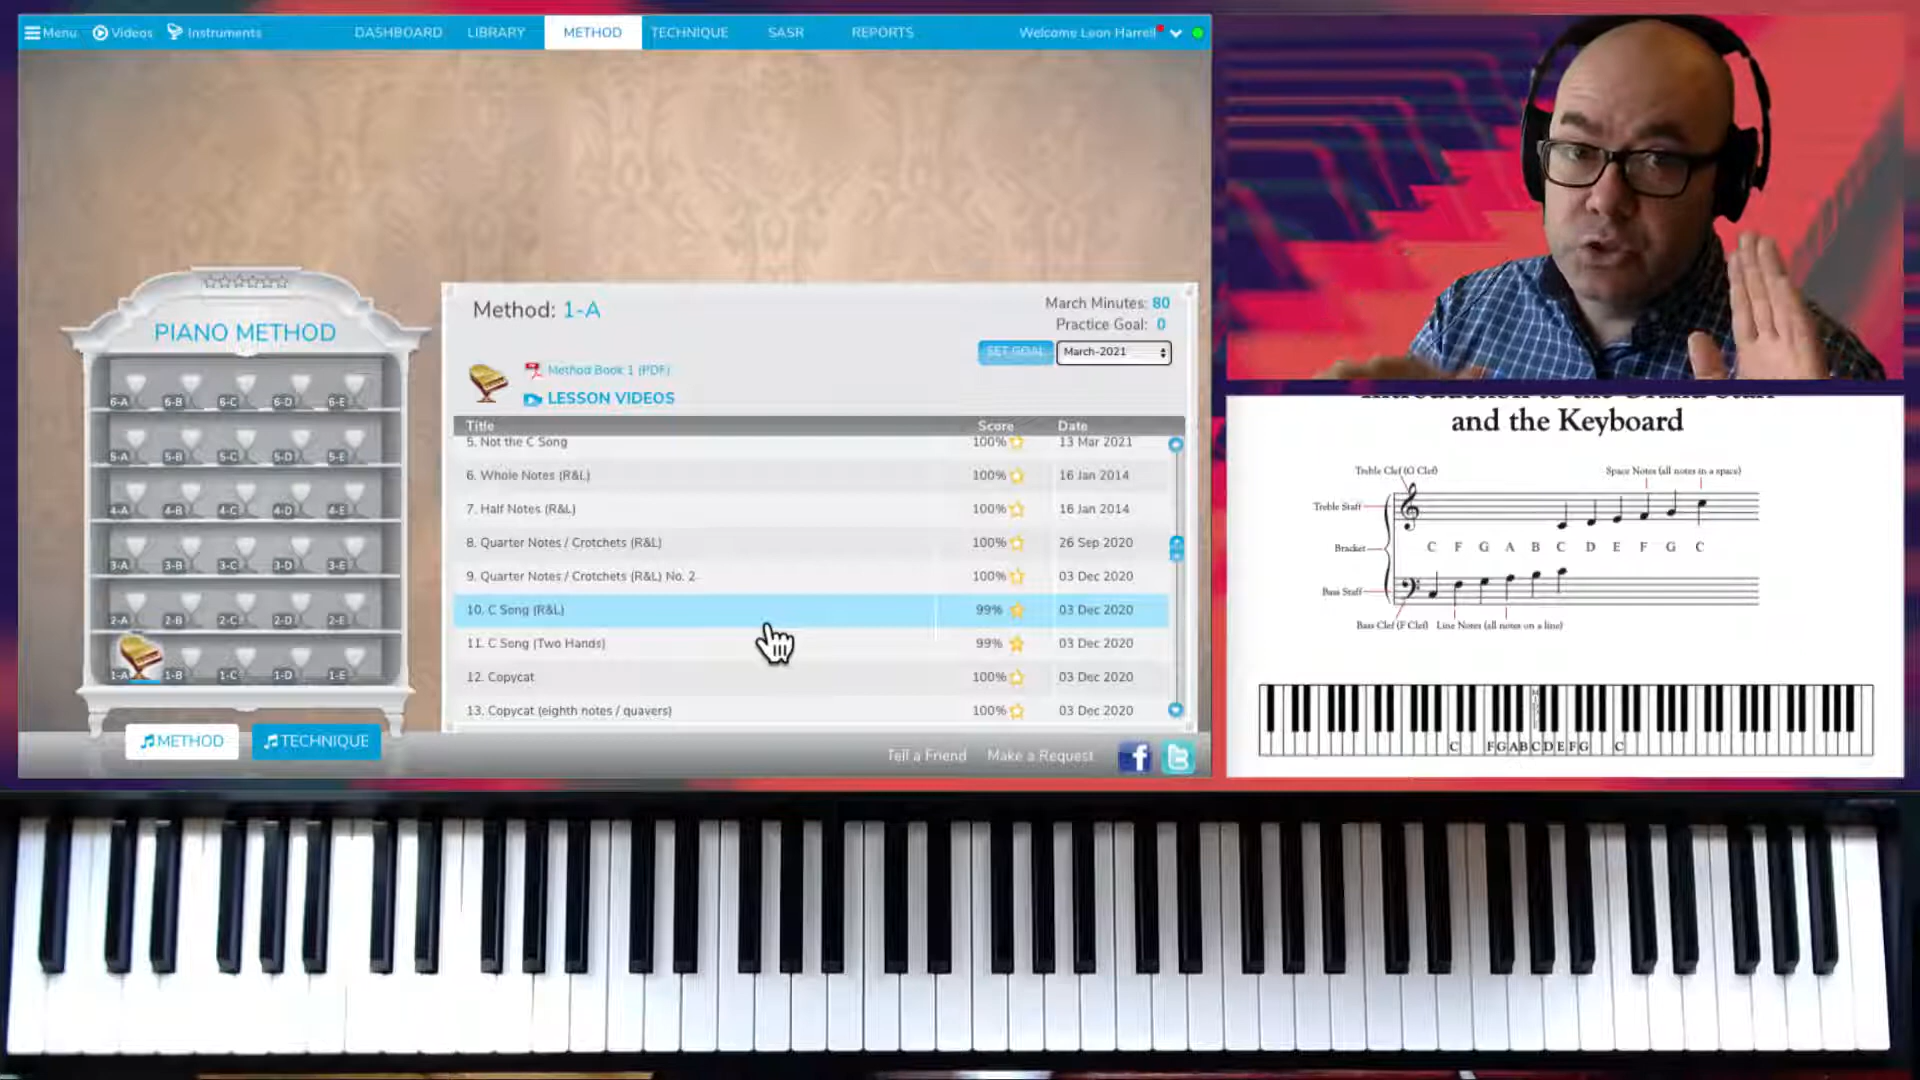 Menu Videos Instruments DASHBOARD LIBRARY METHOD TECHNIQUE SASR REPORTS Welcome Leon Harrell
PIANO METHOD
6-A 6-B 6-C 6-D 6-E
5-A 5-B 5-C 5-D 5-E
4-A 4-B 4-C 4-D 4-E
3-A 3-B 3-C 3-D 3-E
2-A 2-B 2-C 2-D 2-E
1-A 1-B 1-C 1-D 1-E
METHOD TECHNIQUE
Method: 1-A
March Minutes: 80
Practice Goal: 0
SET GOAL March-2021
Method Book 1 (PDF)
LESSON VIDEOS
Title Score Date
5. Not the C Song 100% 13 Mar 2021
6. Whole Notes (R&L) 100% 16 Jan 2014
7. Half Notes (R&L) 100% 16 Jan 2014
8. Quarter Notes / Crotchets (R&L) 100% 26 Sep 2020
9. Quarter Notes / Crotchets (R&L) No. 2 100% 03 Dec 2020
10. C Song (R&L) 99% 03 Dec 2020
11. C Song (Two Hands) 99% 03 Dec 2020
12. Copycat 100% 03 Dec 2020
13. Copycat (eighth notes / quavers) 100% 03 Dec 2020
Tell a Friend Make a Request
Introduction to the Grand Staff
and the Keyboard
Treble Clef (G Clef) Space Notes (all notes in a space)
Treble Staff
Bracket C F G A B C D E F G C
Bass Staff
Bass Clef (F Clef) Line Notes (all notes on a line)
C F G A B C D E F G C